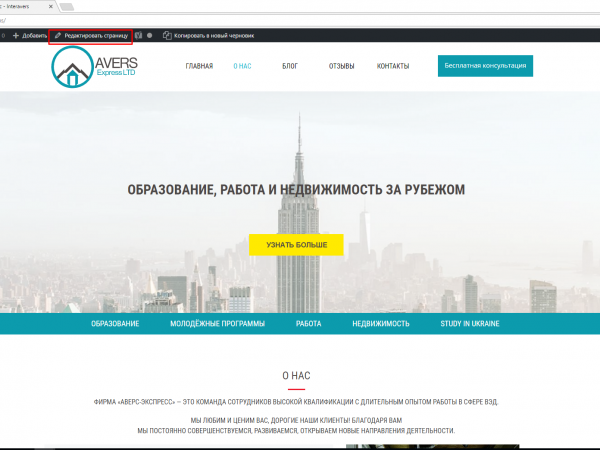 с - Interavers
0 Добавить Редактировать страницу Копировать в новый черновик
AVERS
Express LTD
ГЛАВНАЯ О НАС БЛОГ ОТЗЫВЫ КОНТАКТЫ Бесплатная консультация
ОБРАЗОВАНИЕ, РАБОТА И НЕДВИЖИМОСТЬ ЗА РУБЕЖОМ
УЗНАТЬ БОЛЬШЕ
ОБРАЗОВАНИЕ МОЛОДЁЖНЫЕ ПРОГРАММЫ РАБОТА НЕДВИЖИМОСТЬ STUDY IN UKRAINE
О НАС
ФИРМА «АВЕРС-ЭКСПРЕСС» — ЭТО КОМАНДА СОТРУДНИКОВ ВЫСОКОЙ КВАЛИФИКАЦИИ С ДЛИТЕЛЬНЫМ ОПЫТОМ РАБОТЫ В СФЕРЕ ВЭД.
МЫ ЛЮБИМ И ЦЕНИМ ВАС, ДОРОГИЕ НАШИ КЛИЕНТЫ! БЛАГОДАРЯ ВАМ
МЫ ПОСТОЯННО СОВЕРШЕНСТВУЕМСЯ, РАЗВИВАЕМСЯ, ОТКРЫВАЕМ НОВЫЕ НАПРАВЛЕНИЯ ДЕЯТЕЛЬНОСТИ.